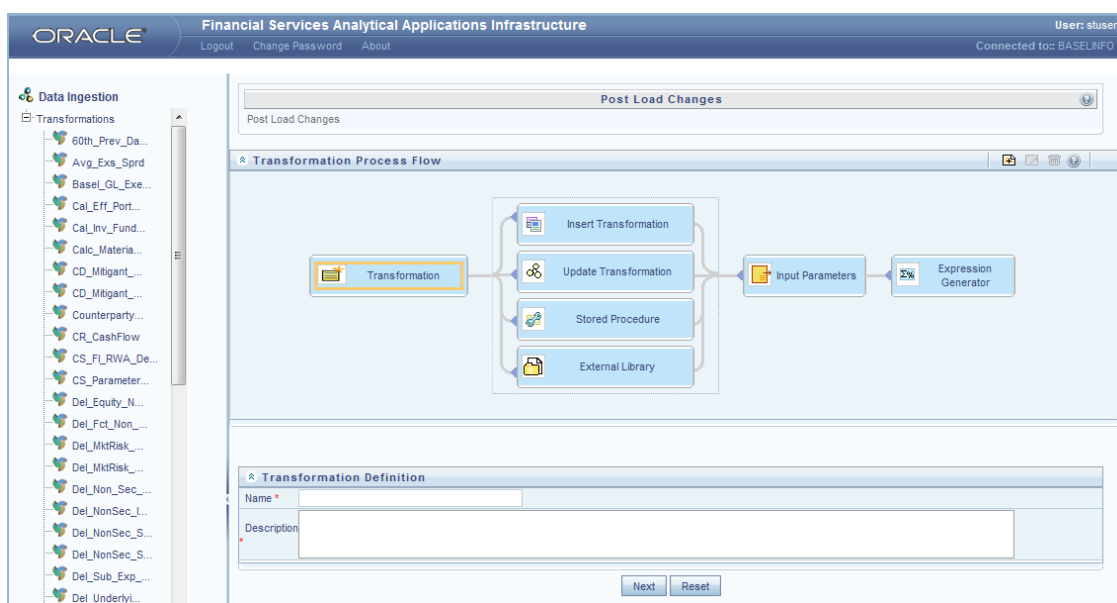 ORACLE
Financial Services Analytical Applications Infrastructure
User: stuser
Logout Change Password About
Connected to:: BASELINFO
Data Ingestion
Transformations
60th_Prev_Da...
Avg_Exs_Sprd
Basel_GL_Exe...
Cal_Eff_Port...
Cal_Inv_Fund...
Calc_Materia...
CD_Mitigant_...
CD_Mitigant_...
Counterparty...
CR_CashFlow
CS_FI_RWA_De...
CS_Parameter...
Del_Equity_N...
Del_Fct_Non_...
Del_MktRisk_...
Del_MktRisk_...
Del_Non_Sec_...
Del_NonSec_I...
Del_NonSec_S...
Del_NonSec_S...
Del_Sub_Exp_...
Del_Underlyi...
Post Load Changes
Post Load Changes
Transformation Process Flow
Transformation
Insert Transformation
Update Transformation
Stored Procedure
External Library
Input Parameters
Σ%
Expression
Generator
Transformation Definition
Name *
Description
*
Next Reset